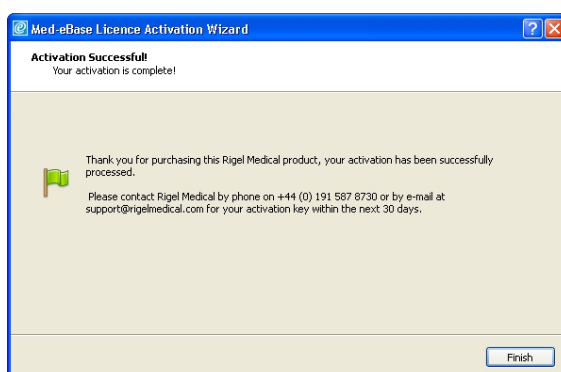 Med-eBase Licence Activation Wizard
Activation Successful!
Your activation is complete!
Thank you for purchasing this Rigel Medical product, your activation has been successfully
processed.
Please contact Rigel Medical by phone on +44 (0) 191 587 8730 or by e-mail at
support@rigelmedical.com for your activation key within the next 30 days.
Finish